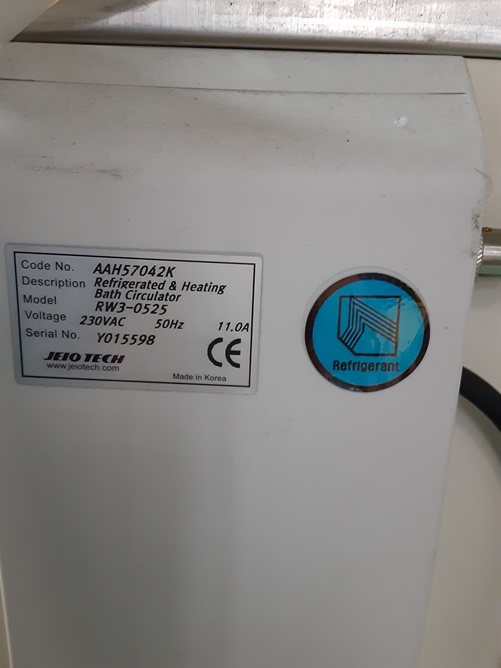 Code No. AAH57042K
Description Refrigerated & Heating
Bath Circulator
Model RW3-0525
Voltage 230VAC 50Hz 11.0A
Serial No. Y015598
JEIO TECH
www.jeiotech.com
CE
Made in Korea
Refrigerant